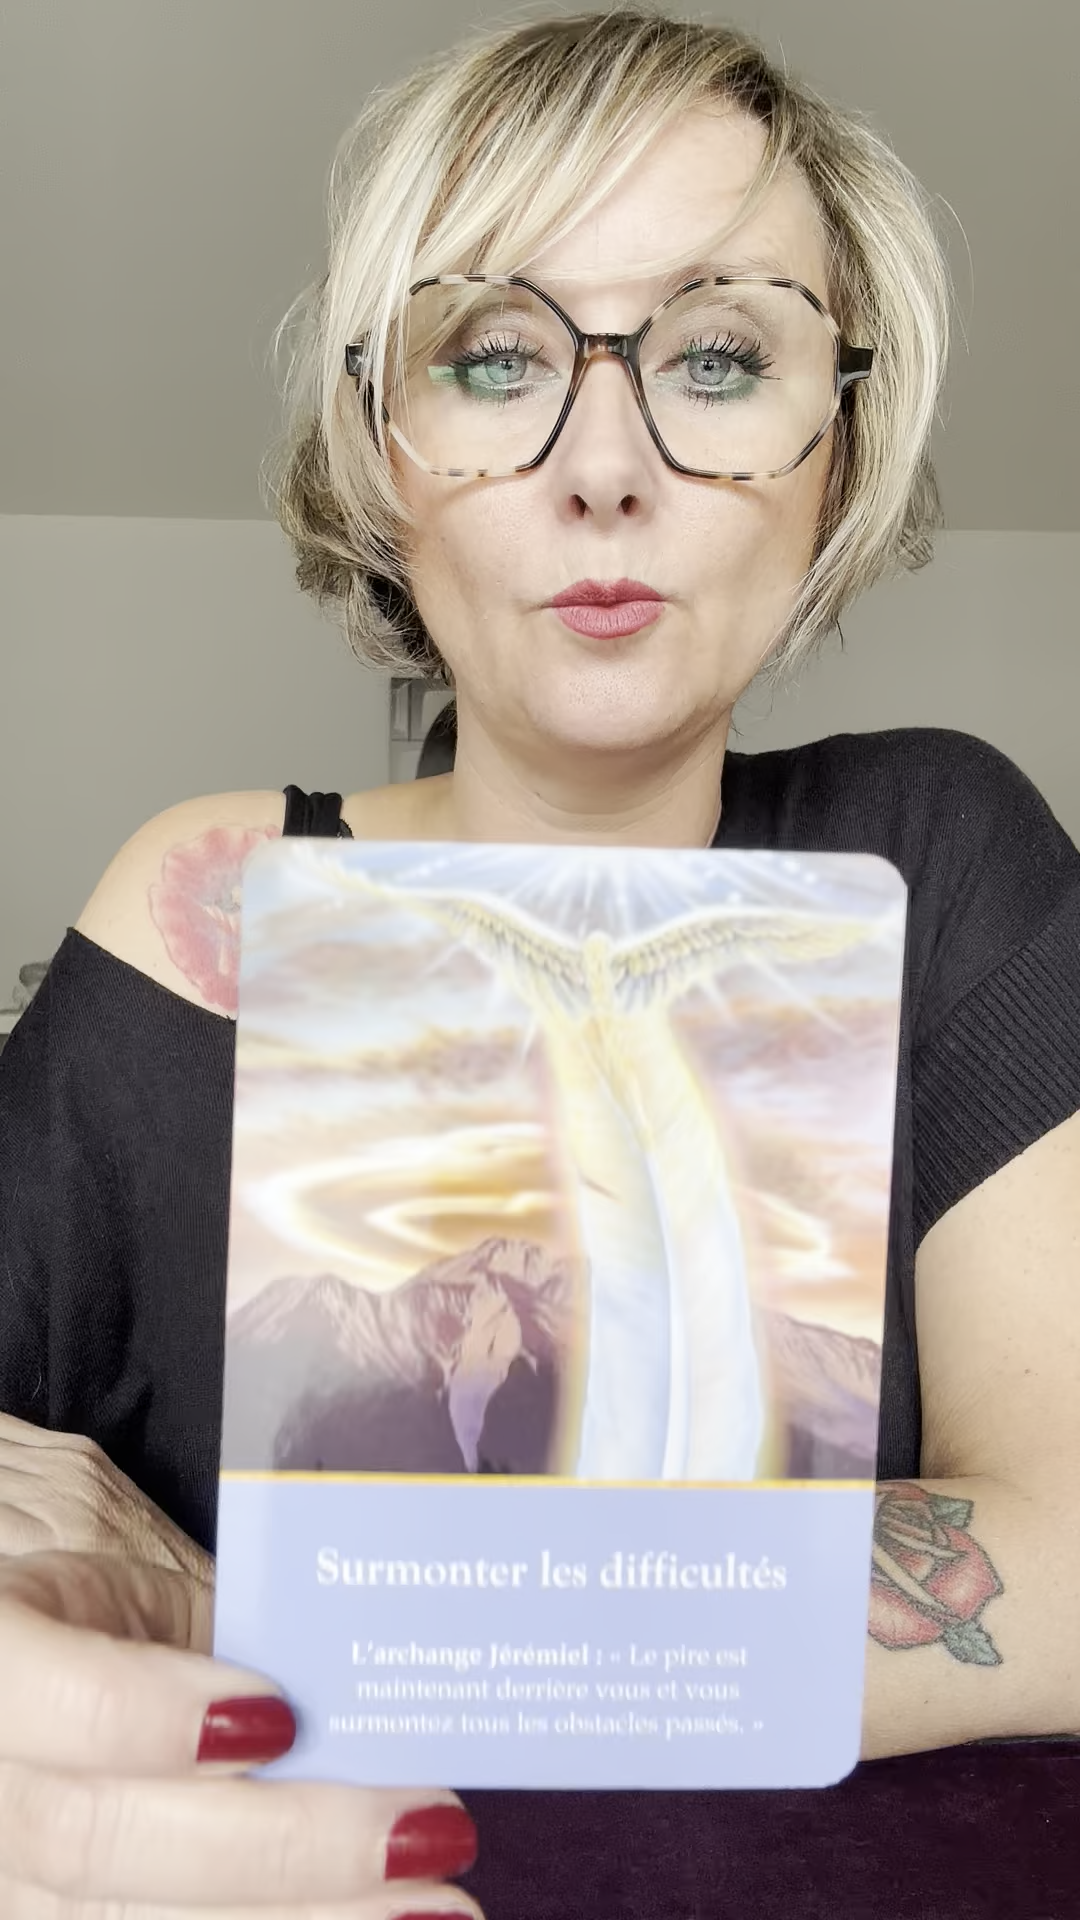 Surmonter les difficultés
L'archange Jérémiel : « Le pire est
maintenant derrière vous et vous
surmontez tous les obstacles passés. »